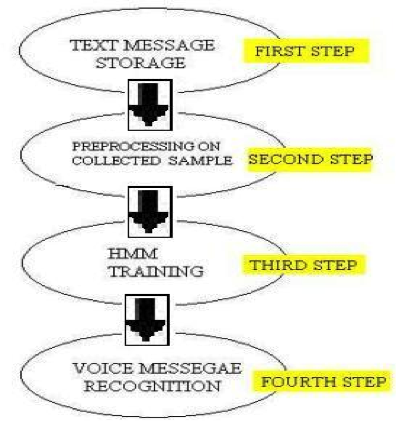 TEXT MESSAGE
STORAGE
FIRST STEP
PREPROCESSING ON
COLLECTED SAMPLE
SECOND STEP
HMM
TRAINING
THIRD STEP
VOICE MESSEGAE
RECOGNITION
FOURTH STEP